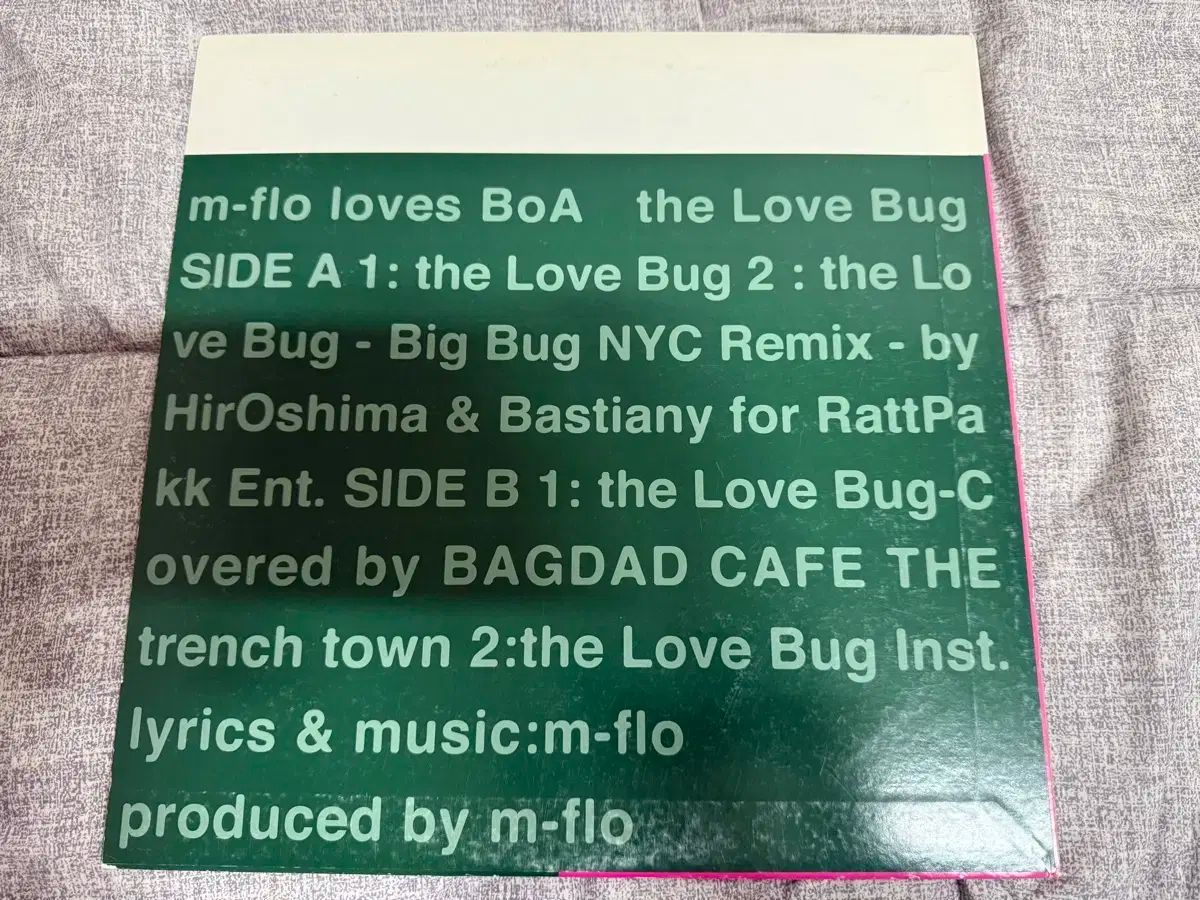 m-flo loves BoA the Love Bug
SIDE A 1: the Love Bug 2 : the Lo
ve Bug - Big Bug NYC Remix - by
HirOshima & Bastiany for RattPa
kk Ent. SIDE B 1: the Love Bug-C
overed by BAGDAD CAFE THE
trench town 2:the Love Bug Inst.
lyrics & music:m-flo
produced by m-flo